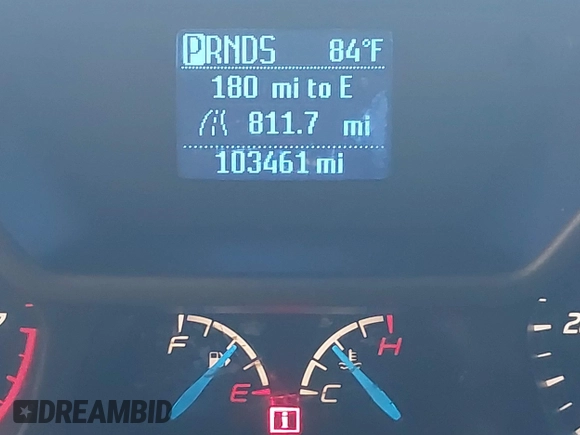 PRNDS 84°F
180 mi to E
811.7 mi
103461 mi
F E C H
i
DREAMBID